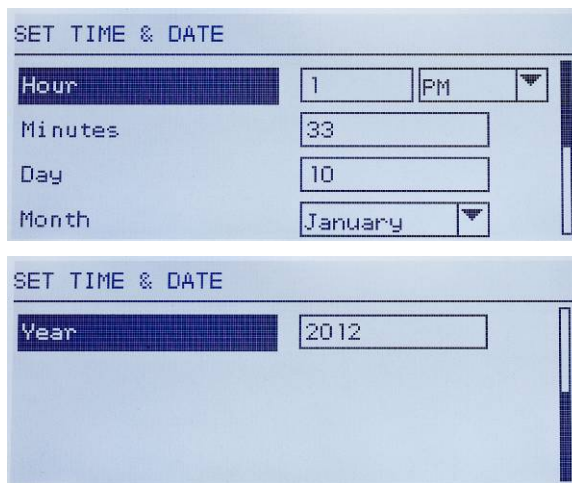 SET TIME & DATE
Hour 1 PM
Minutes 33
Day 10
Month January
SET TIME & DATE
Year 2012